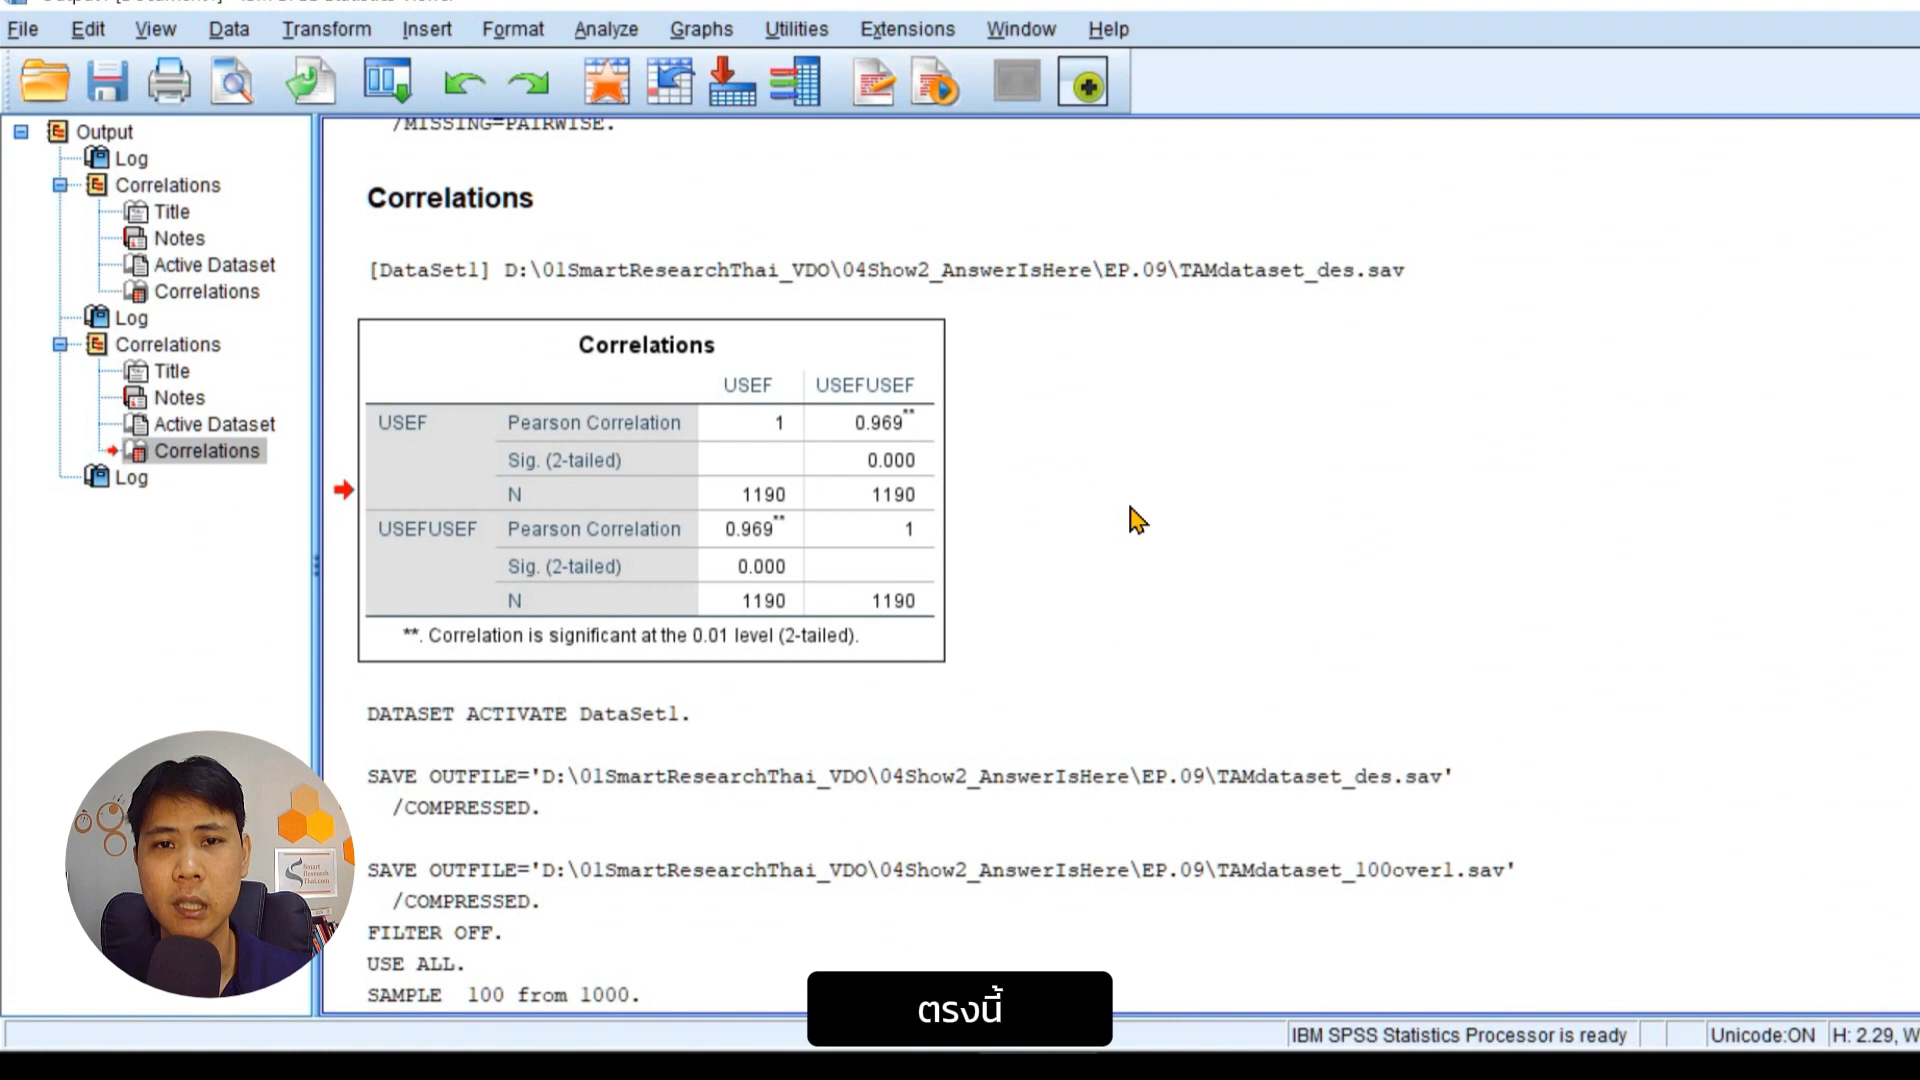 File Edit View Data Transform Insert Format Analyze Graphs Utilities Extensions Window Help
Output
Log
Correlations
Title
Notes
Active Dataset
Correlations
Log
Correlations
Title
Notes
Active Dataset
Correlations
Log
/MISSING=PAIRWISE.
Correlations
[DataSet1] D:\01SmartResearchThai_VDO\04Show2_AnswerIsHere\EP.09\TAMdataset_des.sav
Correlations
USEF USEFUSEF
USEF Pearson Correlation 1 0.969**
Sig. (2-tailed) 0.000
N 1190 1190
USEFUSEF Pearson Correlation 0.969** 1
Sig. (2-tailed) 0.000
N 1190 1190
**. Correlation is significant at the 0.01 level (2-tailed).
DATASET ACTIVATE DataSet1.
SAVE OUTFILE='D:\01SmartResearchThai_VDO\04Show2_AnswerIsHere\EP.09\TAMdataset_des.sav'
/COMPRESSED.
SAVE OUTFILE='D:\01SmartResearchThai_VDO\04Show2_AnswerIsHere\EP.09\TAMdataset_100over1.sav'
/COMPRESSED.
FILTER OFF.
USE ALL.
SAMPLE 100 from 1000.
Smart
Research
Thai.com
ตรงนี้
IBM SPSS Statistics Processor is ready Unicode:ON H: 2.29, W